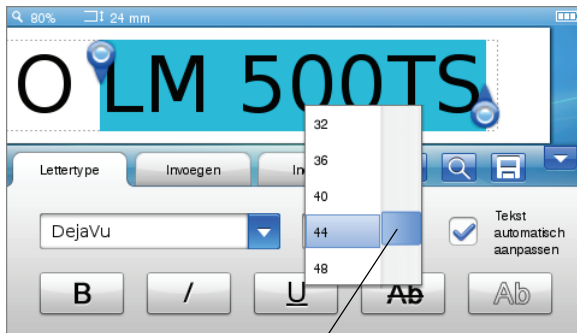 80% 24 mm
O LM 500TS
Lettertype Invoegen In
DejaVu
32
36
40
44
48
Tekst
automatisch
aanpassen
B I U Ab Ab